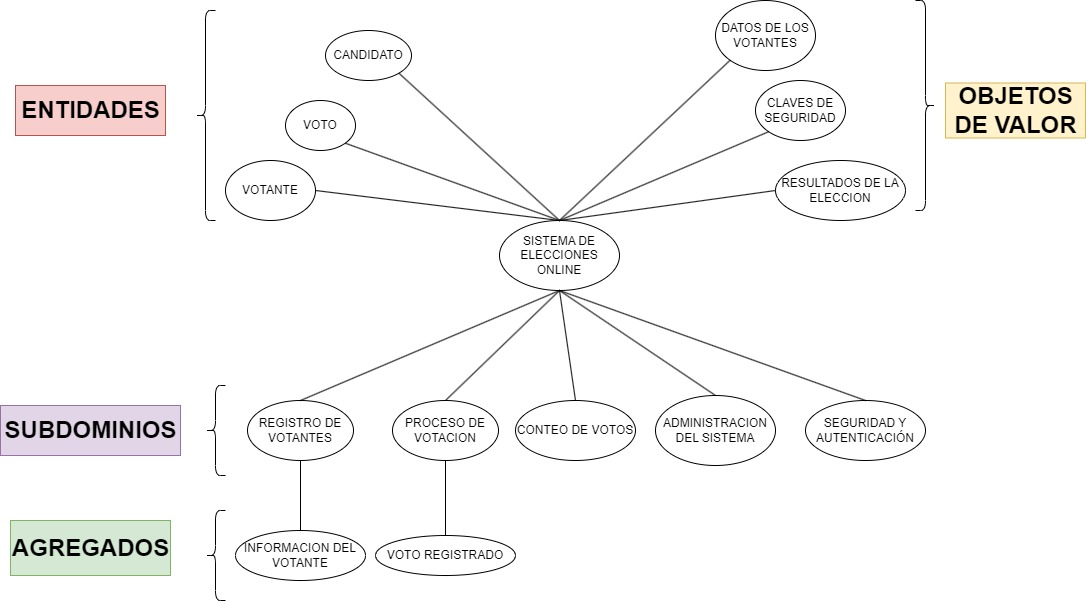 ENTIDADES
CANDIDATO
VOTO
VOTANTE
DATOS DE LOS
VOTANTES
CLAVES DE
SEGURIDAD
RESULTADOS DE LA
ELECCION
OBJETOS
DE VALOR
SISTEMA DE
ELECCIONES
ONLINE
SUBDOMINIOS
REGISTRO DE
VOTANTES
PROCESO DE
VOTACION
CONTEO DE VOTOS
ADMINISTRACION
DEL SISTEMA
SEGURIDAD Y
AUTENTICACIÓN
AGREGADOS
INFORMACION DEL
VOTANTE
VOTO REGISTRADO